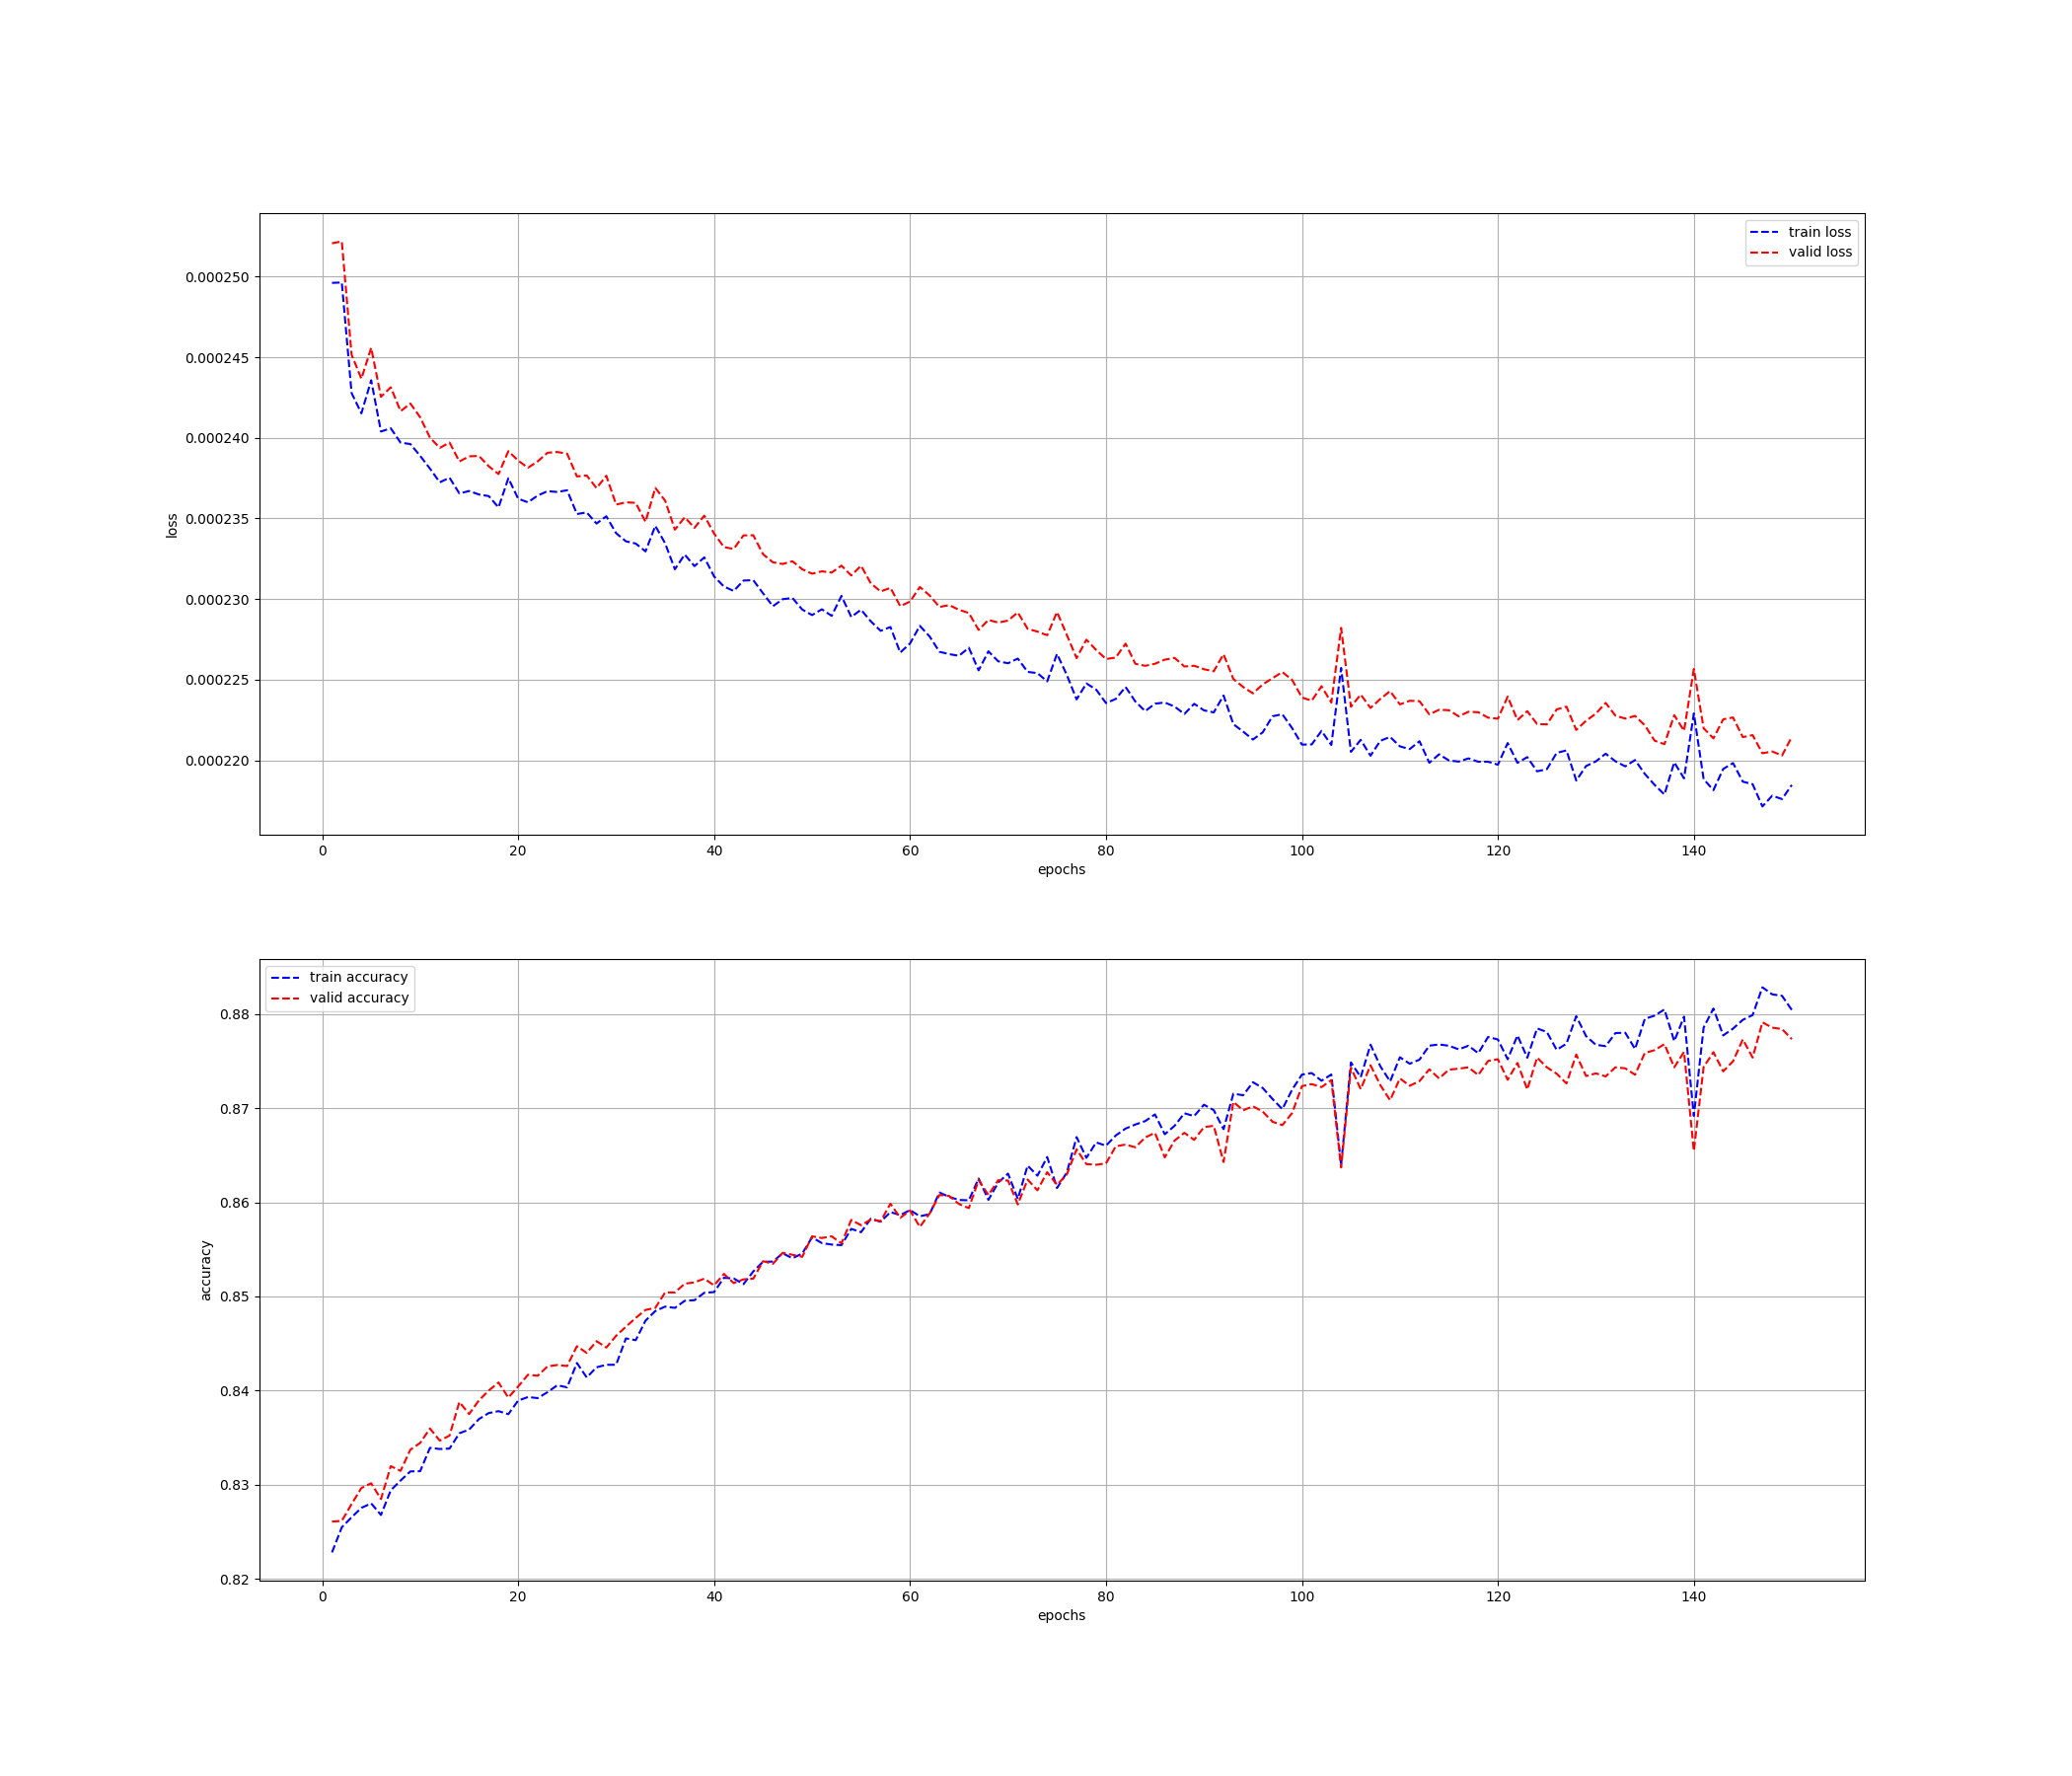 train loss
valid loss
0.000250
0.000245
0.000240
0.000235
0.000230
0.000225
0.000220
loss
0 20 40 60 80 100 120 140
epochs
train accuracy
valid accuracy
0.88
0.87
0.86
0.85
0.84
0.83
0.82
accuracy
0 20 40 60 80 100 120 140
epochs